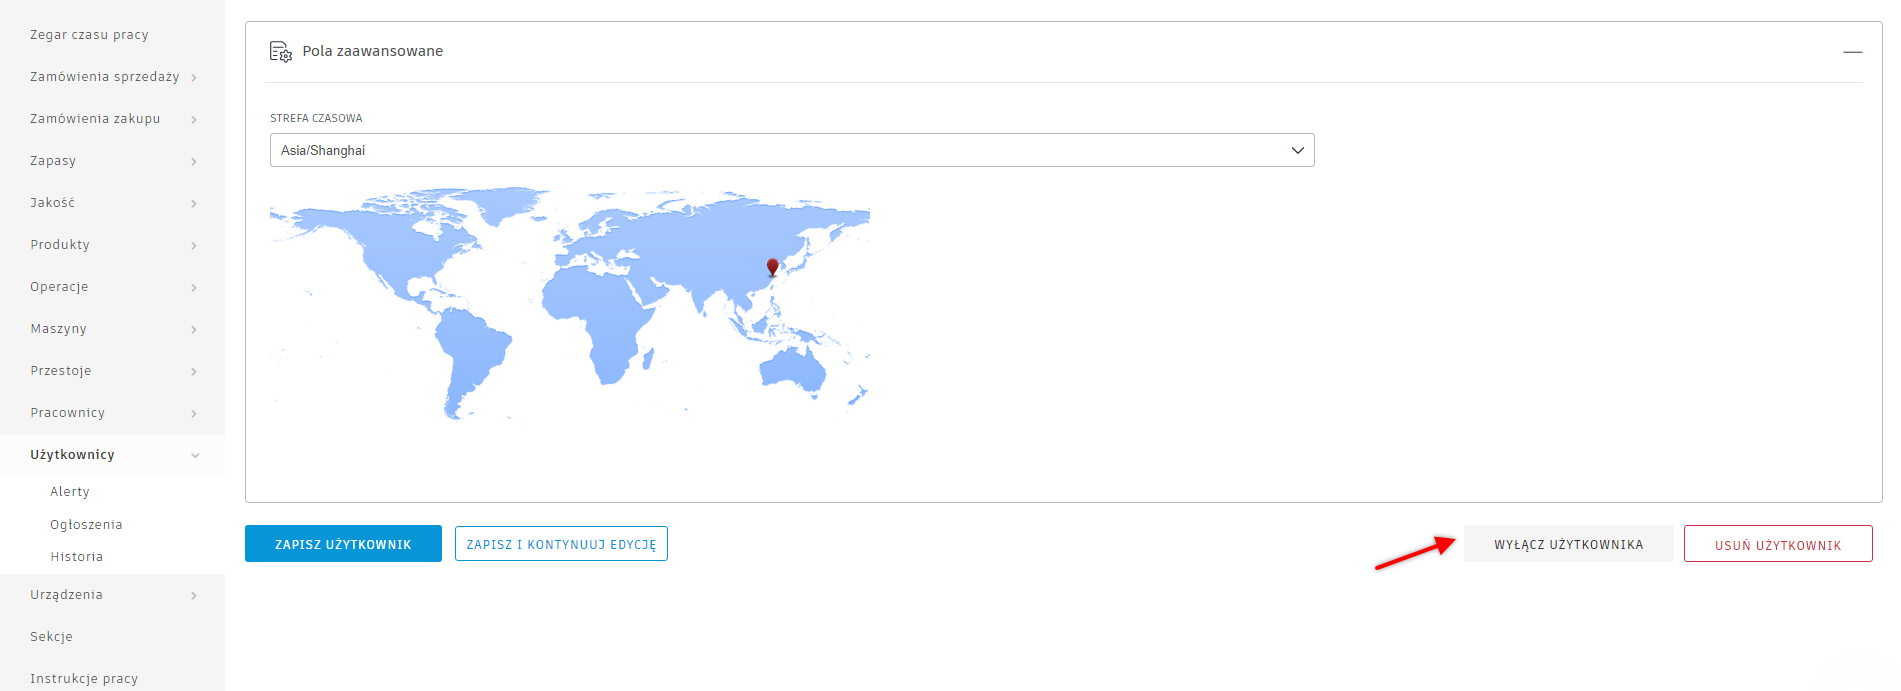 Zegar czasu pracy
Zamówienia sprzedaży
Zamówienia zakupu
Zapasy
Jakość
Produkty
Operacje
Maszyny
Przestoje
Pracownicy
Użytkownicy
Alerty
Ogłoszenia
Historia
Urządzenia
Sekcje
Instrukcje pracy
Pola zaawansowane
STREFA CZASOWA
Asia/Shanghai
ZAPISZ UŻYTKOWNIK
ZAPISZ I KONTYNUUJ EDYCJĘ
WYŁĄCZ UŻYTKOWNIKA
USUŃ UŻYTKOWNIK